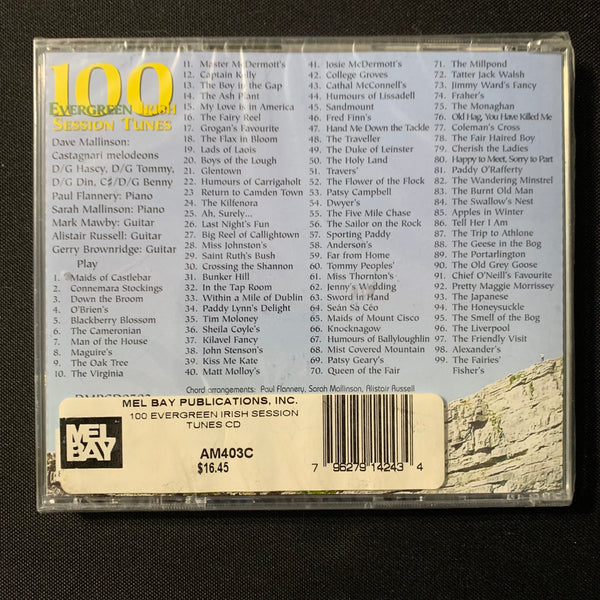 100
EVERGREEN IRISH
SESSION TUNES
Dave Mallinson:
Castagnari melodeons
D/G Hascy, D/G Tommy,
D/G Din, C♯/D/G Benny
Paul Flannery: Piano
Sarah Mallinson: Piano
Mark Mawby: Guitar
Alistair Russell: Guitar
Gerry Brownridge: Guitar
Play
1. Maids of Castlebar
2. Connemara Stockings
3. Down the Broom
4. O'Brien's
5. Blackberry Blossom
6. The Cameronian
7. Man of the House
8. Maguire's
9. The Oak Tree
10. The Virginia
11. Master McDermott's
12. Captain Kelly
13. The Boy in the Gap
14. The Ash Plant
15. My Love is in America
16. The Fairy Reel
17. Grogan's Favourite
18. The Flax in Bloom
19. Lads of Laois
20. Boys of the Lough
21. Glentown
22. Humours of Carrigaholt
23. Return to Camden Town
24. The Kilfenora
25. Ah, Surely...
26. Last Night's Fun
27. Big Reel of Callightown
28. Miss Johnston's
29. Saint Ruth's Bush
30. Crossing the Shannon
31. Bunker Hill
32. In the Tap Room
33. Within a Mile of Dublin
34. Paddy Lynn's Delight
35. Tim Moloney
36. Sheila Coyle's
37. Kilavel Fancy
38. John Stenson's
39. Kiss Me Kate
40. Matt Molloy's
41. Josie McDermott's
42. College Groves
43. Cathal McConnell's
44. Humours of Lissadell
45. Sandmount
46. Fred Finn's
47. Hand Me Down the Tackle
48. The Traveller
49. The Duke of Leinster
50. The Holy Land
51. Travers'
52. The Flower of the Flock
53. Patsy Campbell
54. Dwyer's
55. The Five Mile Chase
56. The Sailor on the Rock
57. Sporting Paddy
58. Anderson's
59. Far from Home
60. Tommy Peoples'
61. Miss Thornton's
62. Jenny's Wedding
63. Sword in Hand
64. Seán Sa Céo
65. Maids of Mount Cisco
66. Knocknagow
67. Humours of Ballyloughlin
68. Mist Covered Mountain
69. Patsy Geary's
70. Queen of the Fair
71. The Millpond
72. Tatter Jack Walsh
73. Jimmy Ward's Fancy
74. Fraher's
75. The Monaghan
76. Old Hag, You Have Killed Me
77. Coleman's Cross
78. The Fair Haired Boy
79. Cherish the Ladies
80. Happy to Meet, Sorry to Part
81. Paddy O'Rafferty
82. The Wandering Minstrel
83. The Burnt Old Man
84. The Swallow's Nest
85. Apples in Winter
86. Tell Her I Am
87. The Trip to Athlone
88. The Geese in the Bog
89. The Portarlington
90. The Old Grey Goose
91. Chief O'Neill's Favourite
92. Pretty Maggie Morrissey
93. The Japanese
94. The Honeysuckle
95. The Smell of the Bog
96. The Liverpool
97. The Friendly Visit
98. Alexander's
99. The Fairies'
Fisher's
Chord arrangements: Paul Flannery, Sarah Mallinson, Alistair Russell
MEL BAY PUBLICATIONS, INC.
100 EVERGREEN IRISH SESSION
TUNES CD
MEL
BAY
AM403C
$16.45
7 96279 14243 4